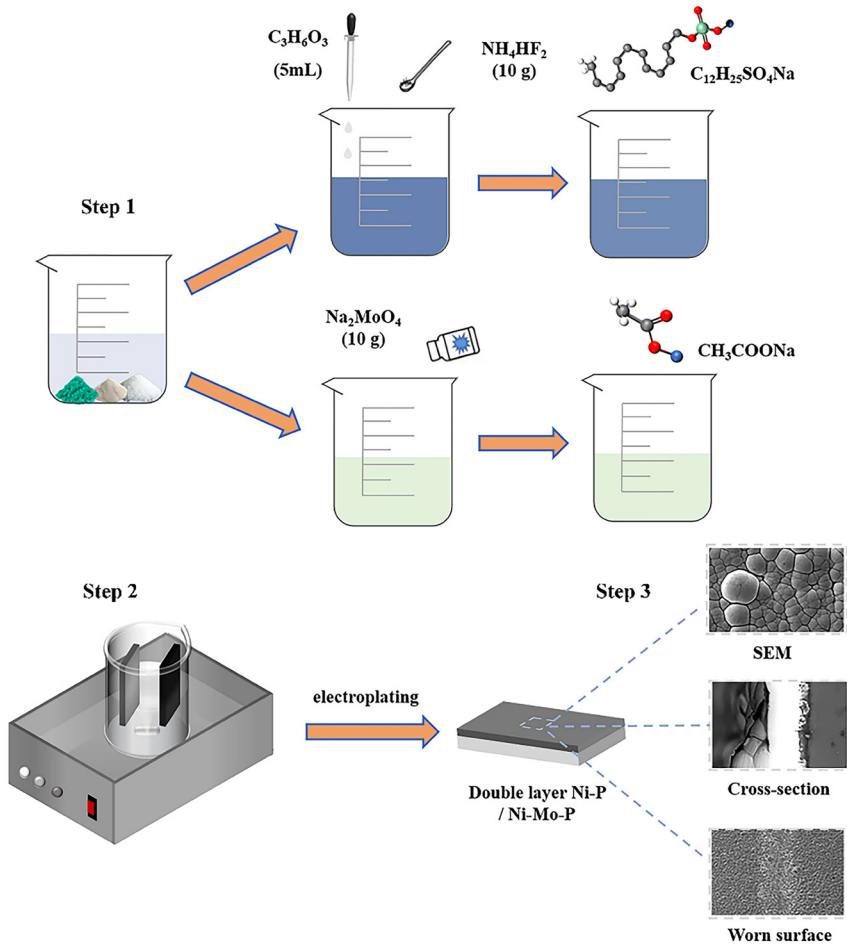 C₃H₆O₃
(5mL)
NH₄HF₂
(10 g)
C₁₂H₂₅SO₄Na
Step 1
Na₂MoO₄
(10 g)
CH₃COONa
Step 2
Step 3
SEM
electroplating
Cross-section
Double layer Ni-P
/ Ni-Mo-P
Worn surface